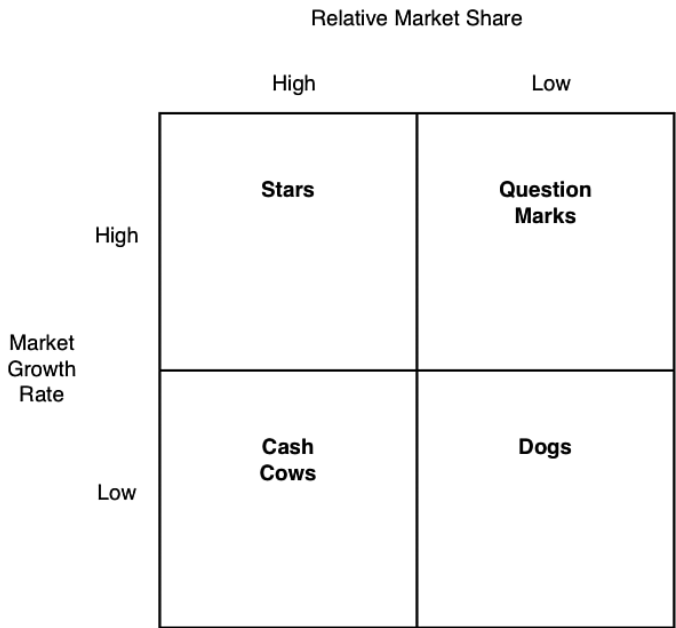 Relative Market Share
High
Low
Stars
Question
Marks
High
Market
Growth
Rate
Cash
Cows
Dogs
Low